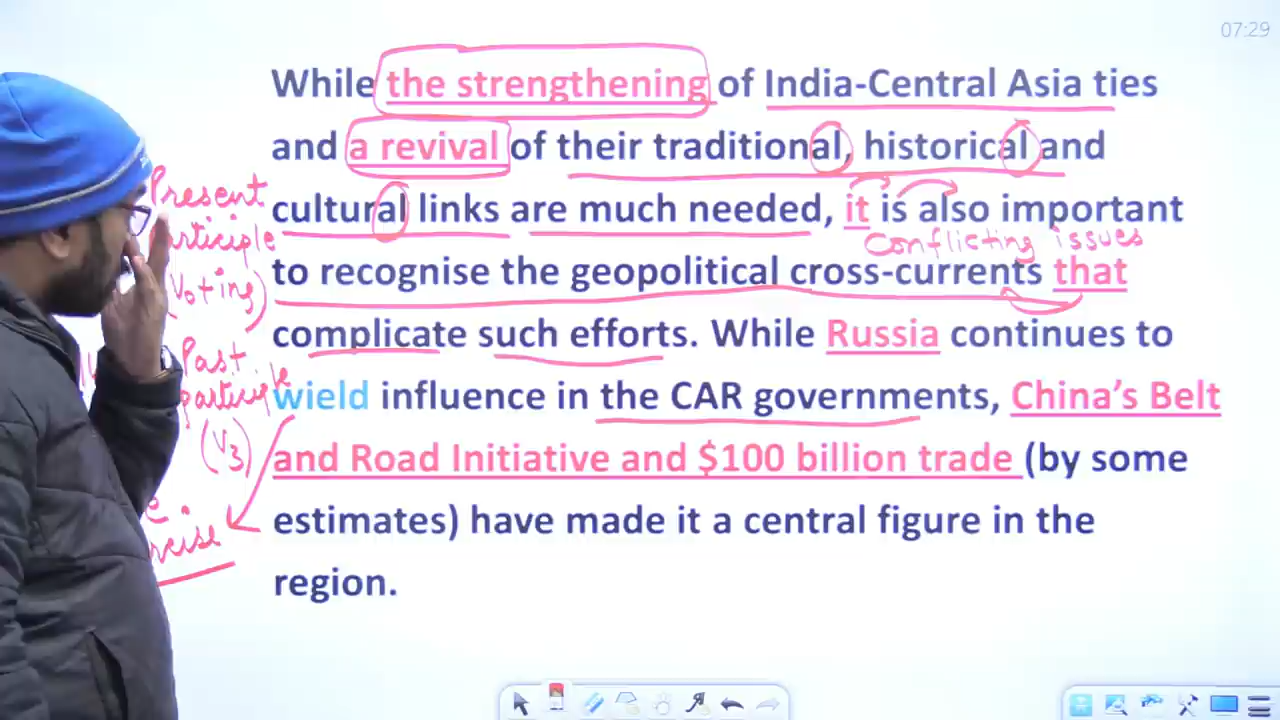 07:29
While the strengthening of India-Central Asia ties
and a revival of their traditional, historical and
cultural links are much needed, it is also important
Conflicting issues
to recognise the geopolitical cross-currents that
complicate such efforts. While Russia continues to
wield influence in the CAR governments, China's Belt
and Road Initiative and $100 billion trade (by some
estimates) have made it a central figure in the
region.
Present
participle
(Voting)
Past
participle
(V3)